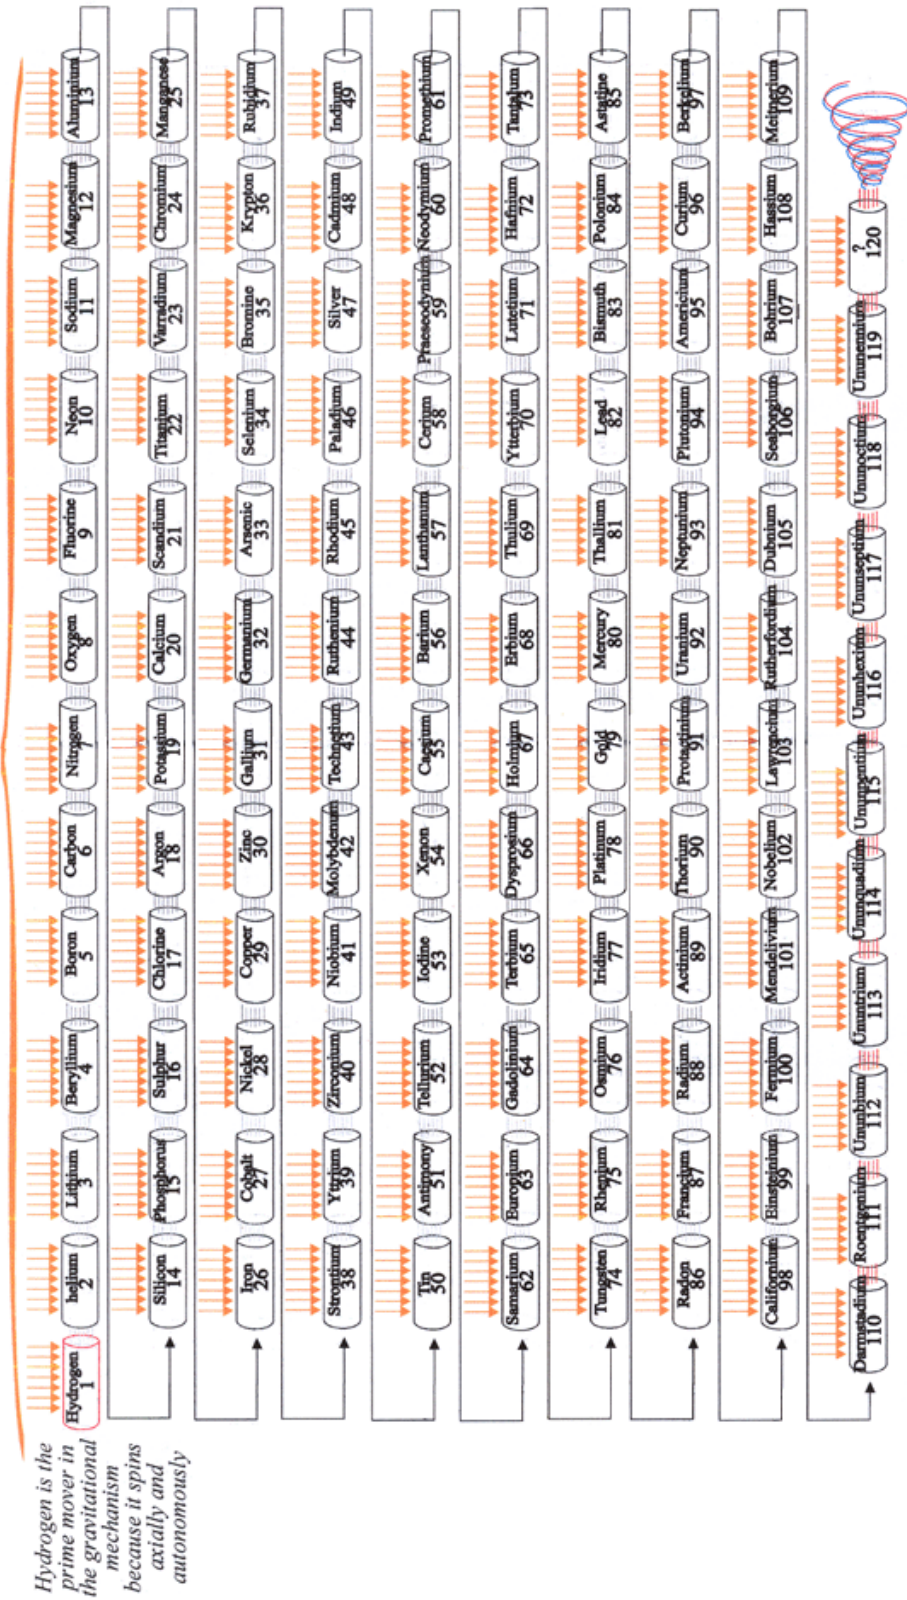 Hydrogen is the
prime mover in
the gravitational
mechanism
because it spins
axially and
autonomously
Hydrogen
1
helium
2
Lithium
3
Beryllium
4
Boron
5
Carbon
6
Nitrogen
7
Oxygen
8
Fluorine
9
Neon
10
Sodium
11
Magnesium
12
Aluminium
13
Silicon
14
Phosphorus
15
Sulphur
16
Chlorine
17
Argon
18
Potassium
19
Calcium
20
Scandium
21
Titanium
22
Varradium
23
Chromium
24
Manganese
25
Iron
26
Cobalt
27
Nickel
28
Copper
29
Zinc
30
Gallium
31
Germanium
32
Arsenic
33
Selenium
34
Bromine
35
Krypton
36
Rubidium
37
Strontium
38
Yttrium
39
Zirconium
40
Niobium
41
Molybdenum
42
Technetium
43
Ruthenium
44
Rhodium
45
Paladium
46
Silver
47
Cadmium
48
Indium
49
Tin
50
Antimony
51
Tellurium
52
Iodine
53
Xenon
54
Caesium
55
Barium
56
Lanthanum
57
Cerium
58
Praeseodynium
59
Neodymium
60
Promethium
61
Samarium
62
Europium
63
Gadolinium
64
Terbium
65
Dysprosium
66
Holmium
67
Erbium
68
Thulium
69
Ytterbium
70
Lutetium
71
Hafnium
72
Tantalum
73
Tungsten
74
Rhenium
75
Osmium
76
Iridium
77
Platinum
78
Gold
79
Mercury
80
Thallium
81
Lead
82
Bismuth
83
Polonium
84
Astatine
85
Radon
86
Francium
87
Radium
88
Actinium
89
Thorium
90
Protactinium
91
Uranium
92
Neptunium
93
Plutonium
94
Americium
95
Curium
96
Berkelium
97
Californium
98
Einsteinium
99
Fermium
100
Mendelivium
101
Nobelium
102
Lawrencium
103
Rutherfordium
104
Dubnium
105
Seaborgium
106
Bohrium
107
Hassium
108
Meitnerium
109
Darmstadium
110
Roentgenium
111
Ununbium
112
Ununtrium
113
Ununquadium
114
Ununpentium
115
Ununhexium
116
Ununseptium
117
Ununoctium
118
Ununennium
119
?
120